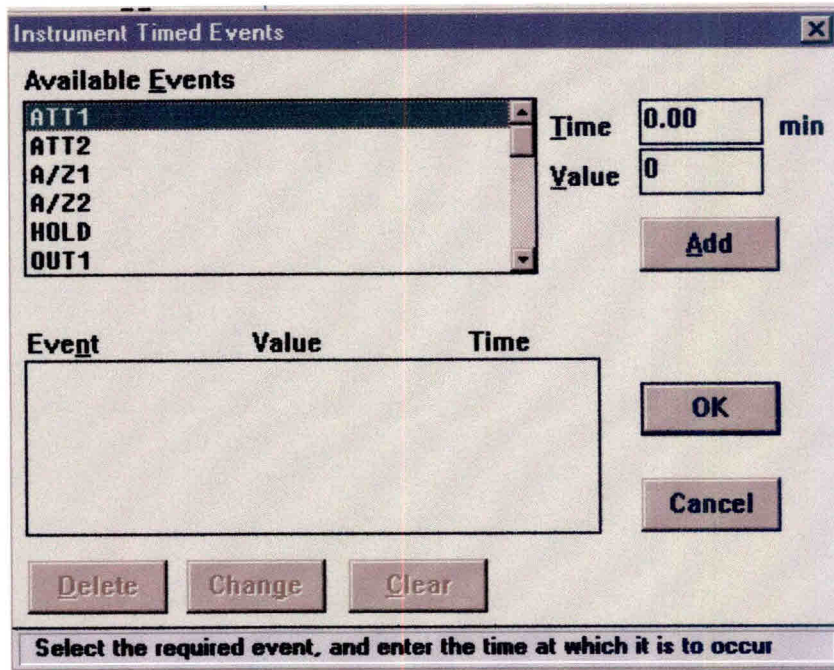 Instrument Timed Events
Available Events
ATT1
ATT2
A/Z1
A/Z2
HOLD
OUT1
Time 0.00 min
Value 0
Add
Event Value Time
OK
Cancel
Delete Change Clear
Select the required event, and enter the time at which it is to occur